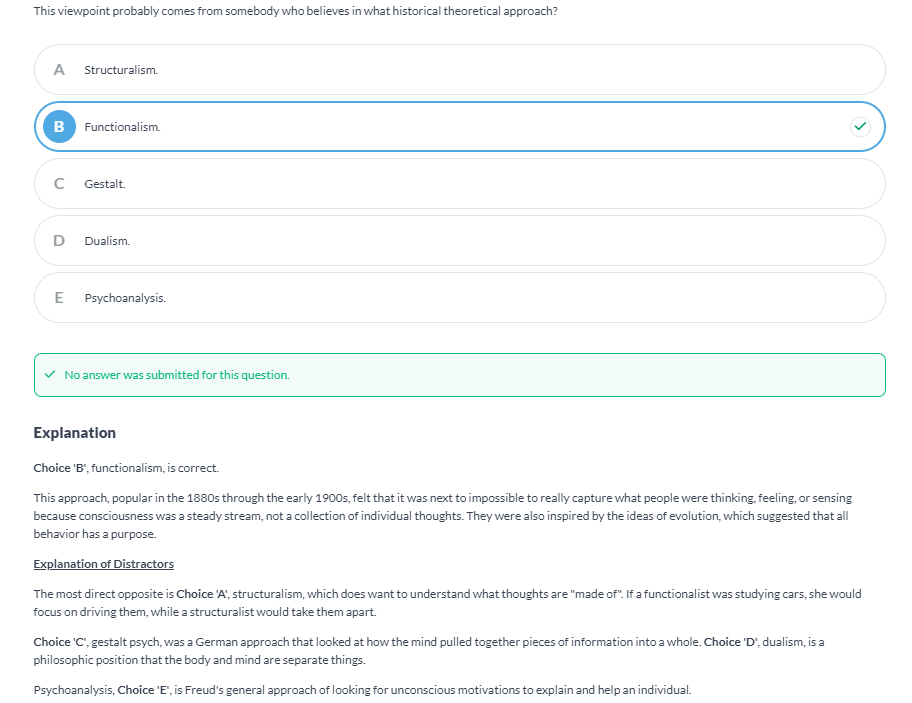 This viewpoint probably comes from somebody who believes in what historical theoretical approach?
A Structuralism.
B Functionalism.
C Gestalt.
D Dualism.
E Psychoanalysis.
No answer was submitted for this question.
Explanation
Choice 'B', functionalism, is correct.
This approach, popular in the 1880s through the early 1900s, felt that it was next to impossible to really capture what people were thinking, feeling, or sensing
because consciousness was a steady stream, not a collection of individual thoughts. They were also inspired by the ideas of evolution, which suggested that all
behavior has a purpose.
Explanation of Distractors
The most direct opposite is Choice 'A', structuralism, which does want to understand what thoughts are "made of". If a functionalist was studying cars, she would
focus on driving them, while a structuralist would take them apart.
Choice 'C', gestalt psych, was a German approach that looked at how the mind pulled together pieces of information into a whole. Choice 'D', dualism, is a
philosophic position that the body and mind are separate things.
Psychoanalysis, Choice 'E', is Freud's general approach of looking for unconscious motivations to explain and help an individual.